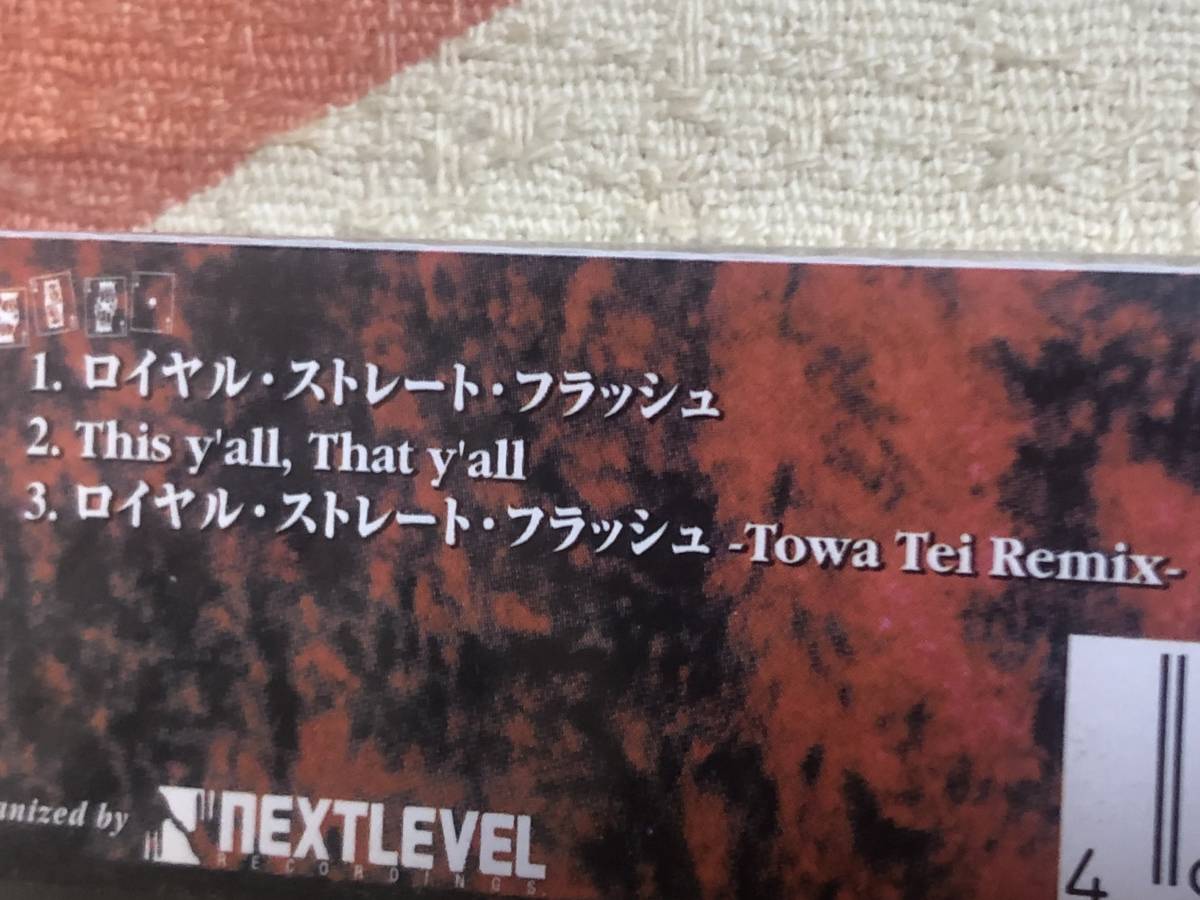 1. ロイヤル・ストレート・フラッシュ
2. This y'all, That y'all
3. ロイヤル・ストレート・フラッシュ -Towa Tei Remix-
by NEXTLEVEL
RECORDINGS
4